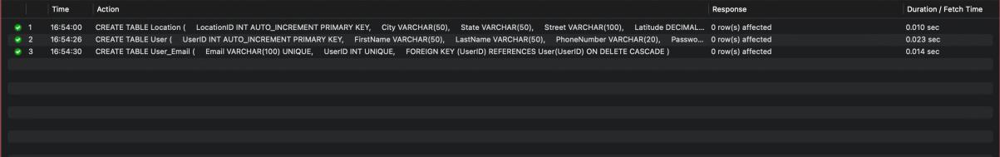 Time Action Response Duration / Fetch Time
1 16:54:00 CREATE TABLE Location ( LocationID INT AUTO_INCREMENT PRIMARY KEY, City VARCHAR(50), State VARCHAR(50), Street VARCHAR(100), Latitude DECIMAL... 0 row(s) affected 0.010 sec
2 16:54:26 CREATE TABLE User ( UserID INT AUTO_INCREMENT PRIMARY KEY, FirstName VARCHAR(50), LastName VARCHAR(50), PhoneNumber VARCHAR(20), Passwo... 0 row(s) affected 0.023 sec
3 16:54:30 CREATE TABLE User_Email ( Email VARCHAR(100) UNIQUE, UserID INT UNIQUE, FOREIGN KEY (UserID) REFERENCES User(UserID) ON DELETE CASCADE ) 0 row(s) affected 0.014 sec